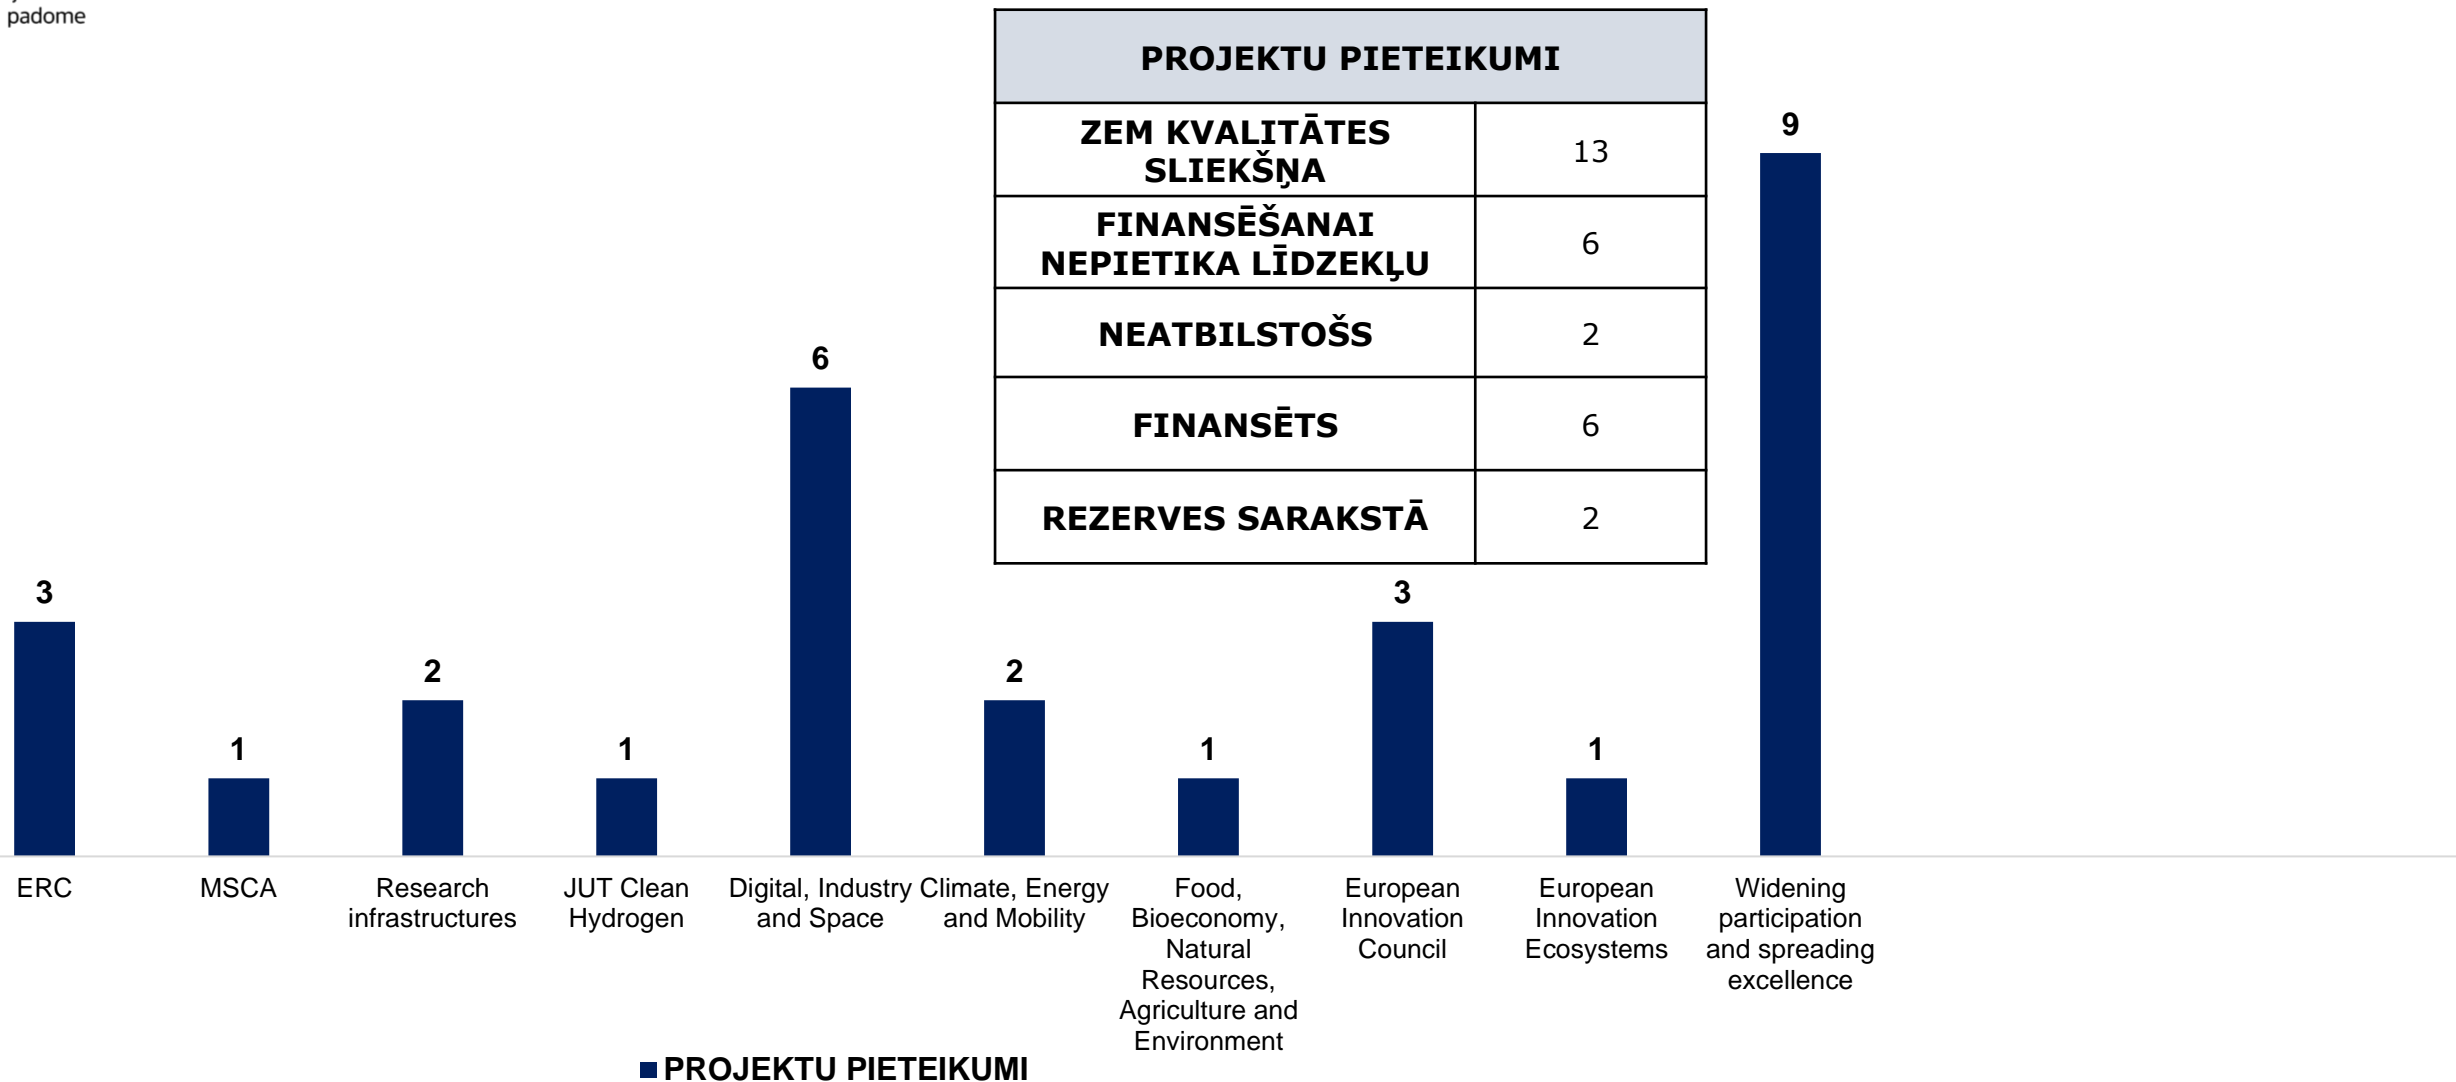 padome
PROJEKTU PIETEIKUMI
ZEM KVALITĀTES
SLIEKŠŅA
13
FINANSĒŠANAI
NEPIETIKA LĪDZEKĻU
6
NEATBILSTOŠS
2
FINANSĒTS
6
REZERVES SARAKSTĀ
2
3
1
2
1
6
2
1
3
1
9
ERC
MSCA
Research
infrastructures
JUT Clean
Hydrogen
Digital, Industry
and Space
Climate, Energy
and Mobility
Food,
Bioeconomy,
Natural
Resources,
Agriculture and
Environment
European
Innovation
Council
European
Innovation
Ecosystems
Widening
participation
and spreading
excellence
PROJEKTU PIETEIKUMI